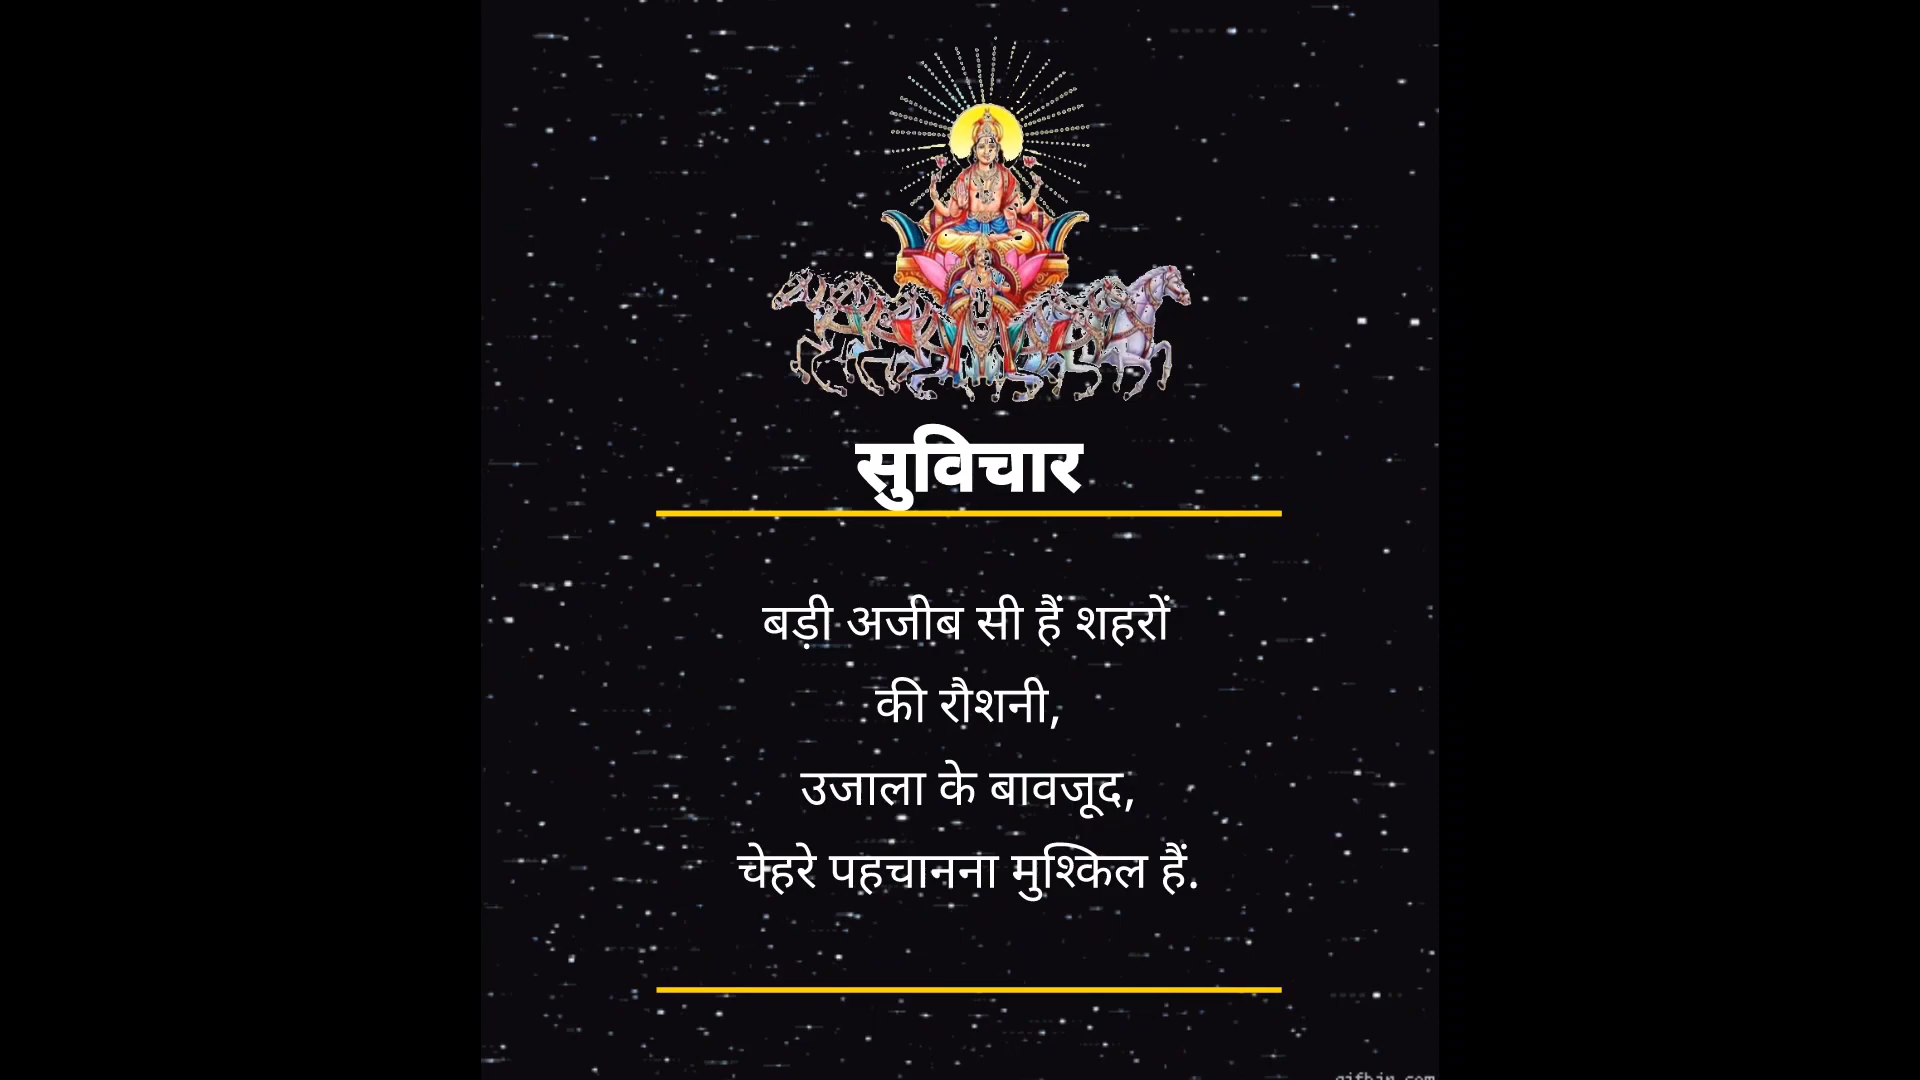 सुविचार
बड़ी अजीब सी हैं शहरों
की रौशनी,
उजाला के बावजूद,
चेहरे पहचानना मुश्किल हैं.